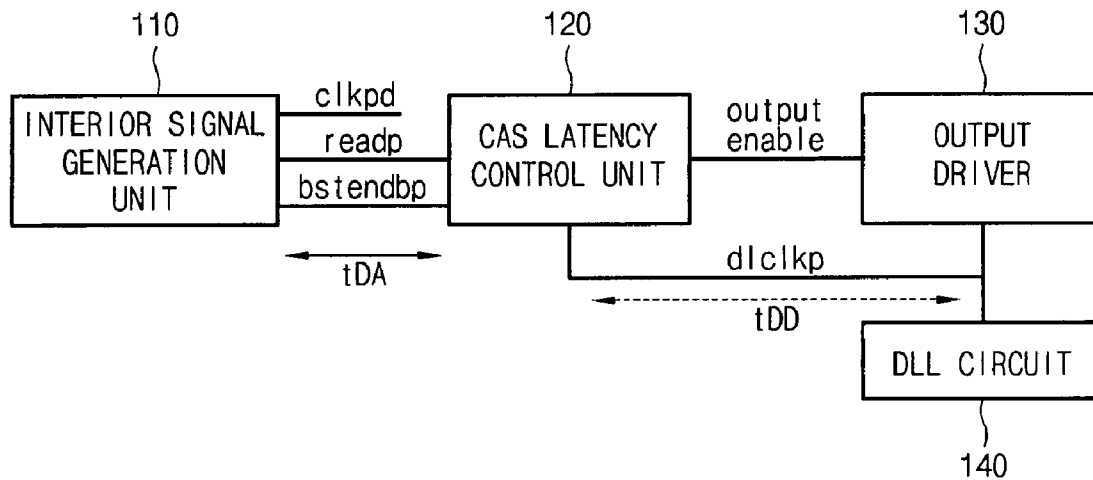 110
120
130
INTERIOR SIGNAL
GENERATION
UNIT
clkpd
readp
bstendbp
CAS LATENCY
CONTROL UNIT
output
enable
OUTPUT
DRIVER
tDA
dlclkp
tDD
DLL CIRCUIT
140